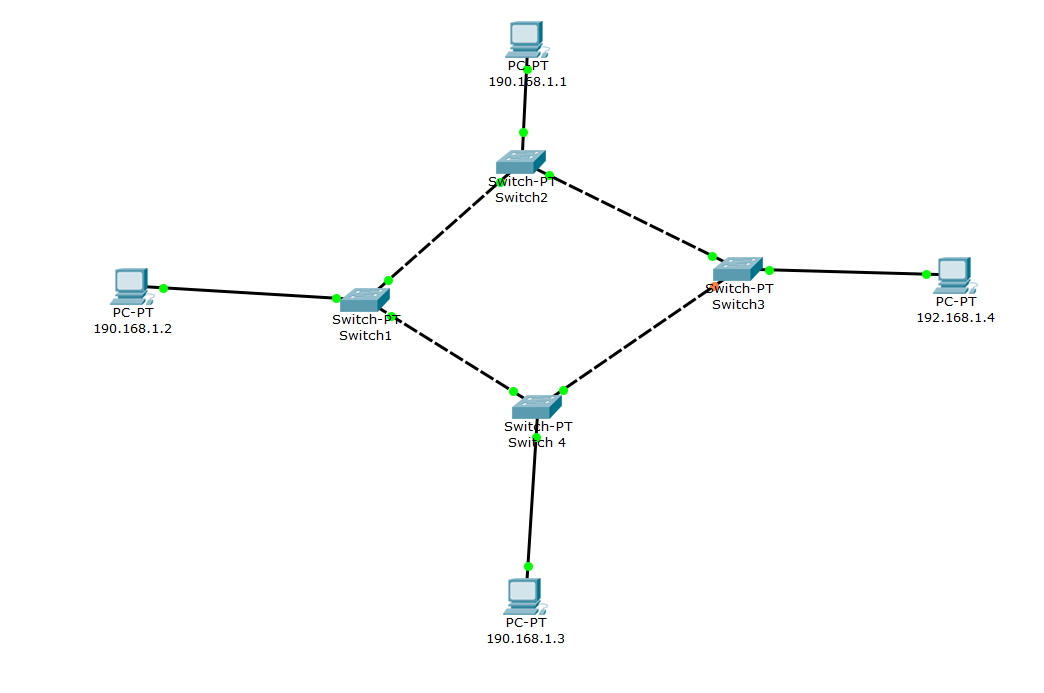 PC-PT
190.168.1.1
Switch-PT
Switch2
PC-PT
190.168.1.2
Switch-PT
Switch1
Switch-PT
Switch3
PC-PT
192.168.1.4
Switch-PT
Switch 4
PC-PT
190.168.1.3